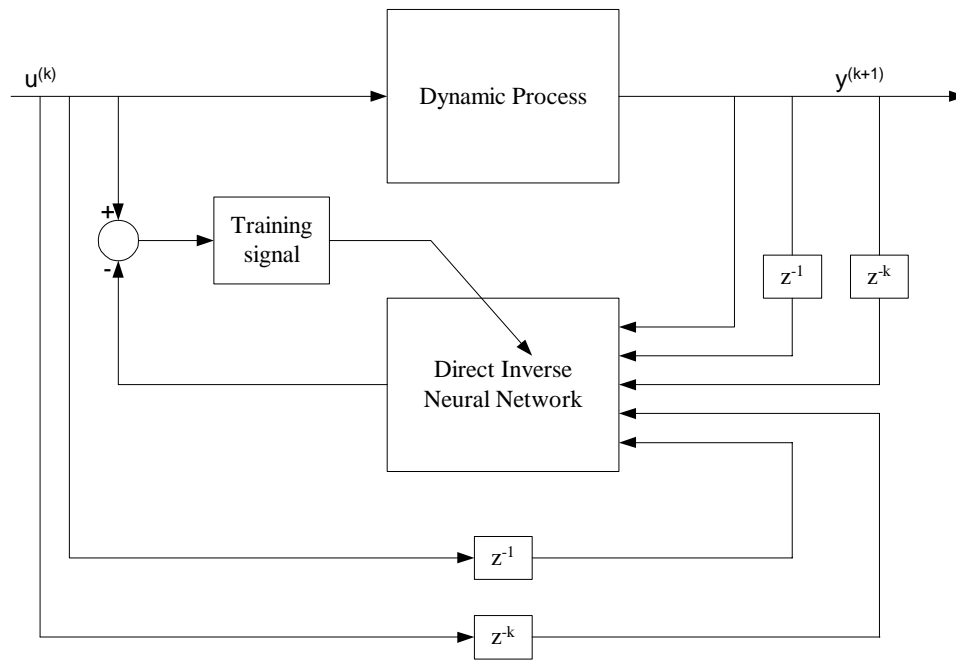 u(k)
Dynamic Process
y(k+1)
+
-
Training
signal
z-1
z-k
Direct Inverse
Neural Network
z-1
z-k